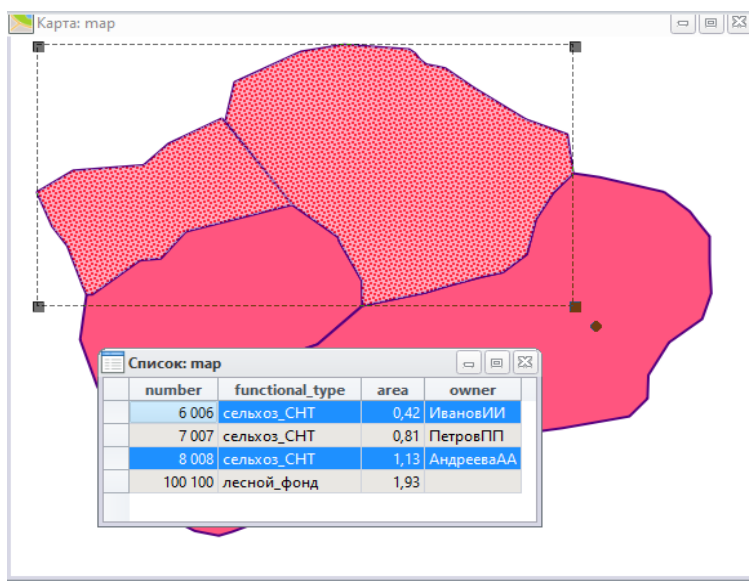 Карта: map
Список: map
number functional_type area owner
6 006 сельхоз_СНТ 0,42 ИвановИИ
7 007 сельхоз_СНТ 0,81 ПетровПП
8 008 сельхоз_СНТ 1,13 АндрееваАА
100 100 лесной_фонд 1,93